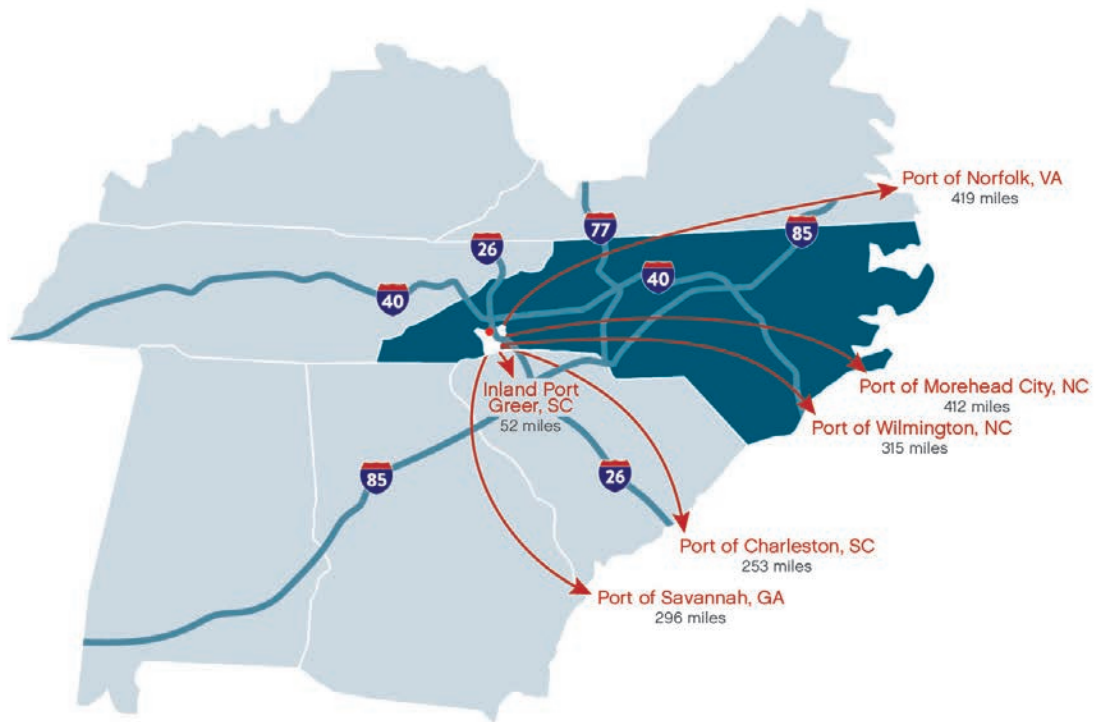 Port of Norfolk, VA
419 miles
77
85
26
40
40
Port of Morehead City, NC
412 miles
Inland Port
Greer, SC
52 miles
Port of Wilmington, NC
315 miles
85
26
Port of Charleston, SC
253 miles
Port of Savannah, GA
296 miles